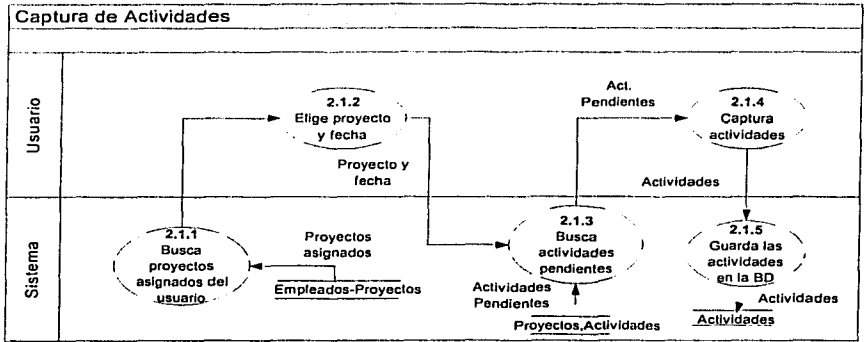 Captura de Actividades
Usuario
2.1.2
Elige proyecto
y fecha
Proyecto y
fecha
Act.
Pendientes
2.1.4
Captura
actividades
Actividades
Sistema
2.1.1
Busca
proyectos
asignados del
usuario
Proyectos
asignados
Empleados-Proyectos
2.1.3
Busca
actividades
pendientes
Actividades
Pendientes
Proyectos,Actividades
2.1.5
Guarda las
actividades
en la BD
Actividades
Actividades